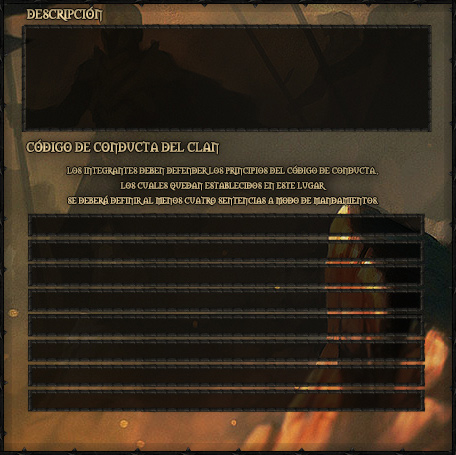 DESCRIPCIÓN
CÓDIGO DE CONDUCTA DEL CLAN
LOS INTEGRANTES DEBEN DEFENDER LOS PRINCIPIOS DEL CÓDIGO DE CONDUCTA,
LOS CUALES QUEDAN ESTABLECIDOS EN ESTE LUGAR
SE DEBERÁ DEFINIR AL MENOS CUATRO SENTENCIAS A MODO DE MANDAMIENTOS.